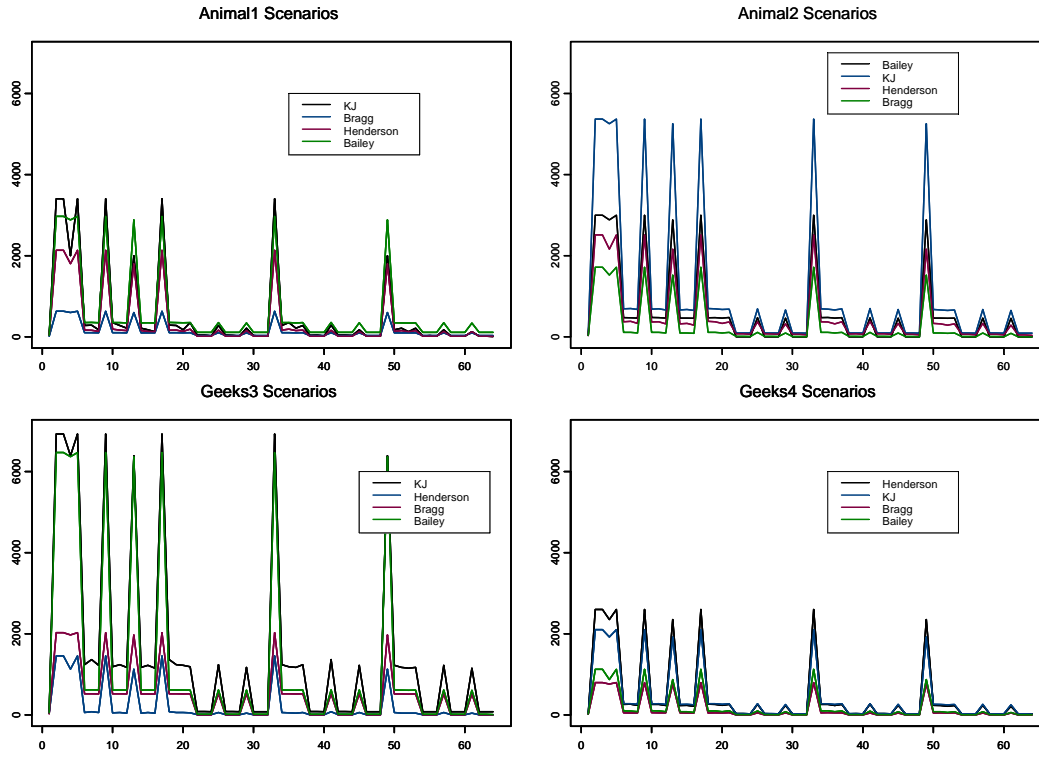 Animal1 Scenarios
6000
4000
2000
0
KJ
Bragg
Henderson
Bailey
0 10 20 30 40 50 60
Animal2 Scenarios
6000
4000
2000
0
Bailey
KJ
Henderson
Bragg
0 10 20 30 40 50 60
Geeks3 Scenarios
6000
4000
2000
0
KJ
Henderson
Bragg
Bailey
0 10 20 30 40 50 60
Geeks4 Scenarios
6000
4000
2000
0
Henderson
KJ
Bragg
Bailey
0 10 20 30 40 50 60